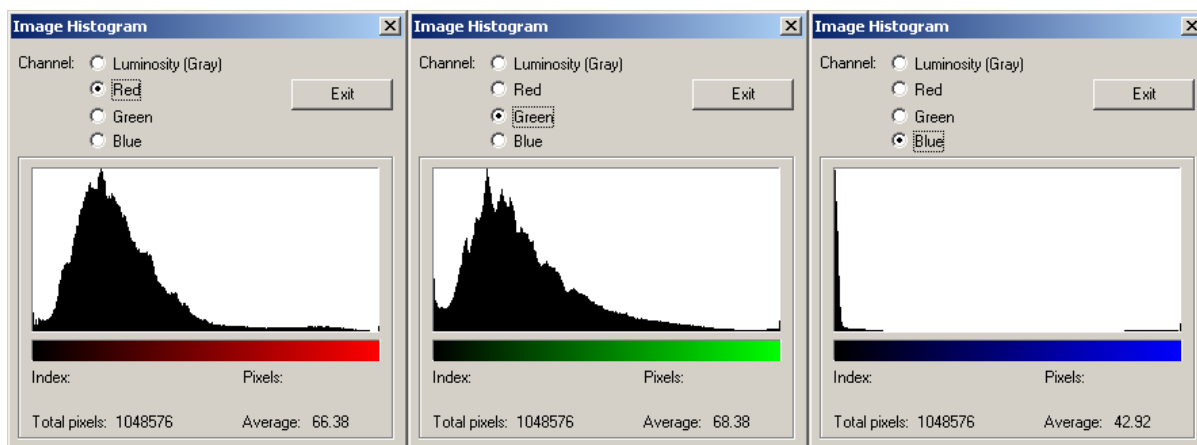 Image Histogram
Channel: Luminosity (Gray)
Red
Exit
Green
Blue
Index: Pixels:
Total pixels: 1048576 Average: 66.38
Image Histogram
Channel: Luminosity (Gray)
Red
Exit
Green
Blue
Index: Pixels:
Total pixels: 1048576 Average: 68.38
Image Histogram
Channel: Luminosity (Gray)
Red
Exit
Green
Blue
Index: Pixels:
Total pixels: 1048576 Average: 42.92